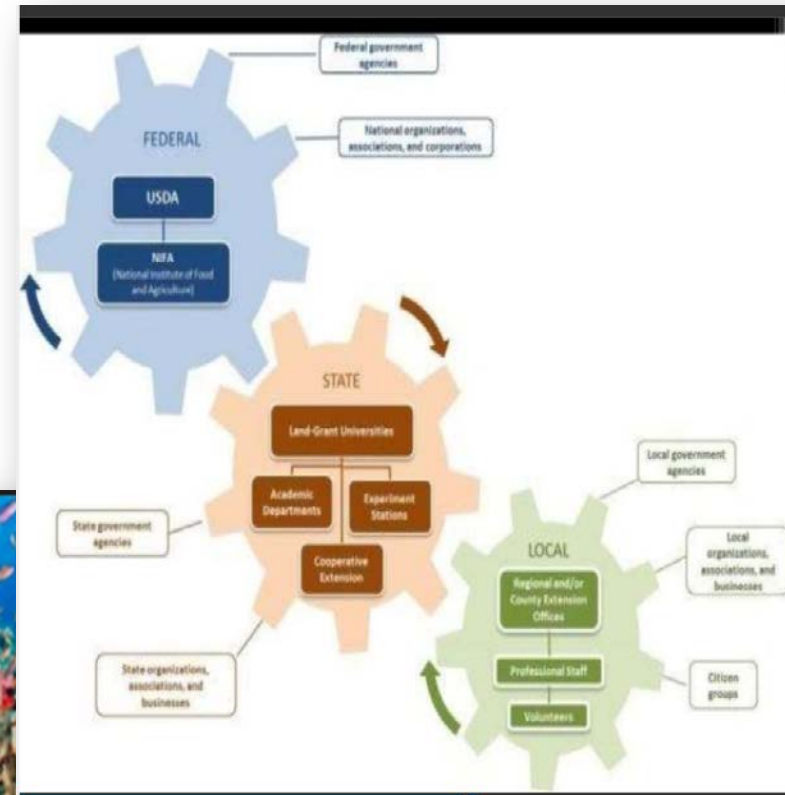 Federal government
agencies
National organizations,
associations, and corporations
FEDERAL
USDA
NIFA
(National Institute of Food
and Agriculture)
STATE
Land-Grant Universities
Academic
Departments
Experiment
Stations
Cooperative
Extension
State government
agencies
State organizations,
associations, and
businesses
Local government
agencies
Local
organizations,
associations, and
businesses
LOCAL
Regional and/or
County Extension
Offices
Professional Staff
Volunteers
Citizen
groups